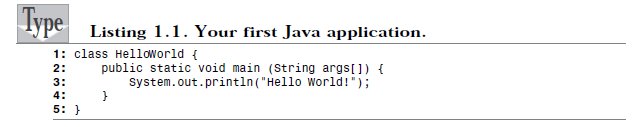 Type
Listing 1.1. Your first Java application.
1: class HelloWorld {
2:     public static void main (String args[]) {
3:         System.out.println("Hello World!");
4:     }
5: }